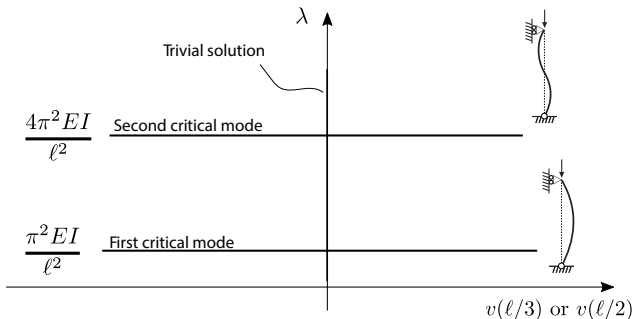 λ
Trivial solution
4π²EI
ℓ²
Second critical mode
π²EI
ℓ²
First critical mode
v(ℓ/3) or v(ℓ/2)